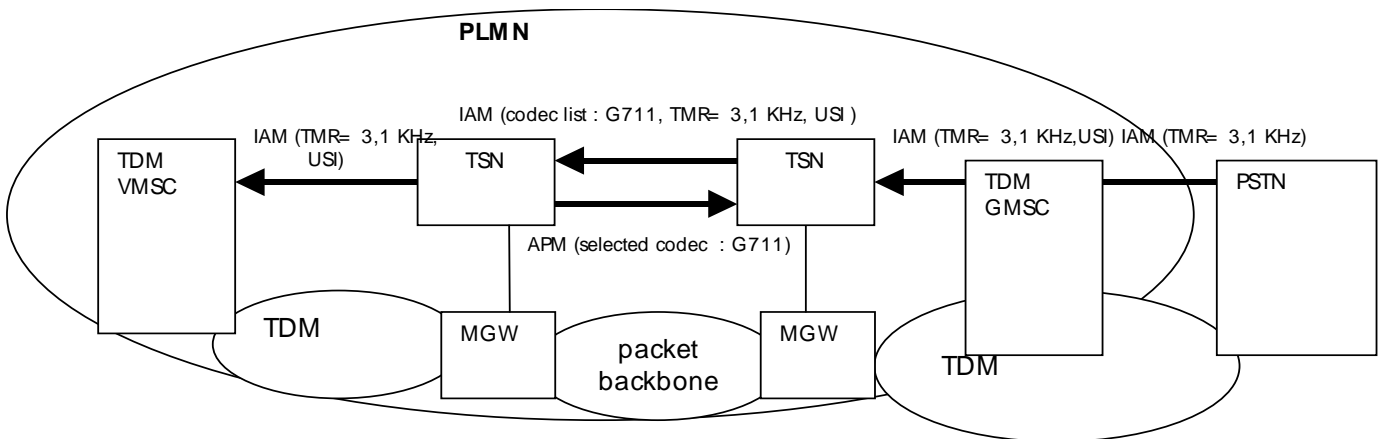 PLMN
IAM (codec list : G711, TMR= 3,1 KHz, USI )
IAM (TMR= 3,1 KHz,
USI)
IAM (TMR= 3,1 KHz,USI) IAM (TMR= 3,1 KHz)
TDM
VMSC
TSN
TSN
TDM
GMSC
PSTN
APM (selected codec : G711)
TDM
MGW
packet
backbone
MGW
TDM